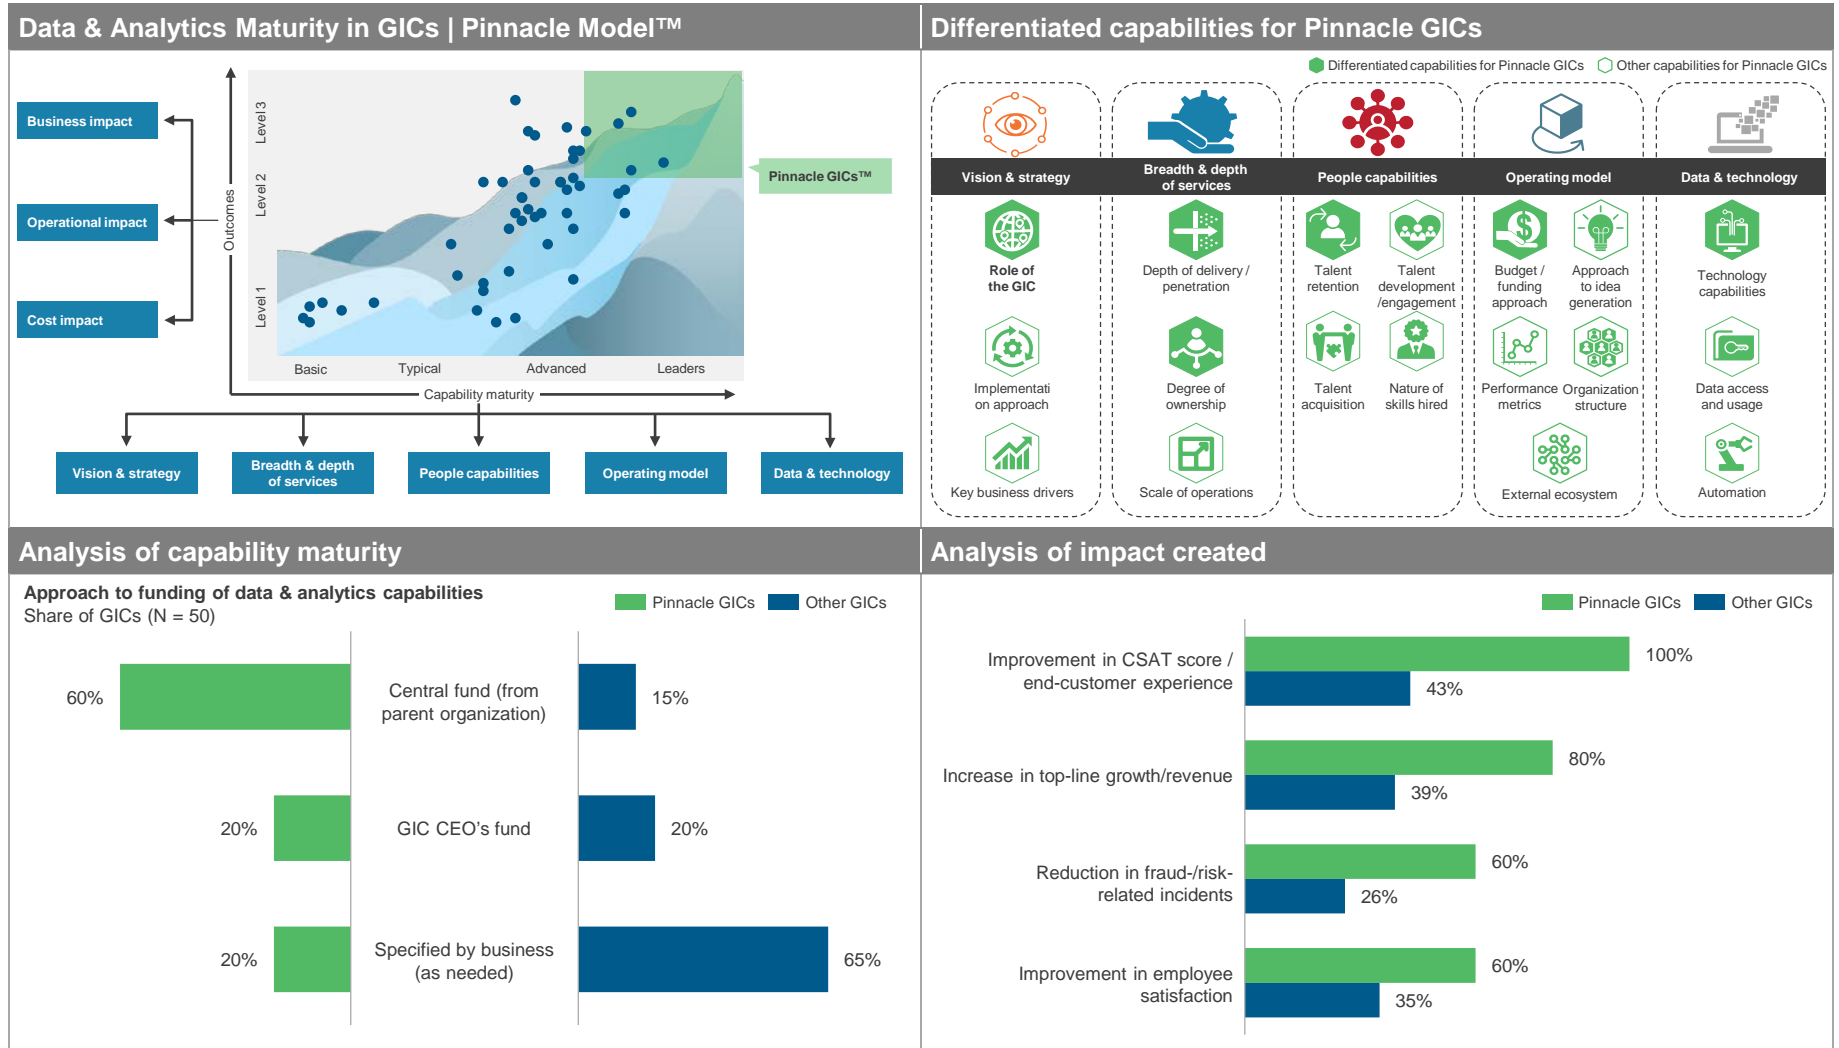 Data & Analytics Maturity in GICs | Pinnacle Model™
Business impact
Operational impact
Cost impact
Outcomes
Level 3
Level 2
Level 1
Basic
Typical
Advanced
Leaders
Capability maturity
Pinnacle GICs™
Vision & strategy
Breadth & depth
of services
People capabilities
Operating model
Data & technology
Differentiated capabilities for Pinnacle GICs
Differentiated capabilities for Pinnacle GICs
Other capabilities for Pinnacle GICs
Vision & strategy
Role of
the GIC
Implementati
on approach
Key business drivers
Breadth & depth
of services
Depth of delivery /
penetration
Degree of
ownership
Scale of operations
People capabilities
Talent
retention
Talent
development
/engagement
Talent
acquisition
Nature of
skills hired
Operating model
Budget /
funding
approach
Approach
to idea
generation
Performance
metrics
Organization
structure
External ecosystem
Data & technology
Technology
capabilities
Data access
and usage
Automation
Analysis of capability maturity
Approach to funding of data & analytics capabilities
Share of GICs (N = 50)
Pinnacle GICs
Other GICs
60%
Central fund (from
parent organization)
15%
20%
GIC CEO’s fund
20%
20%
Specified by business
(as needed)
65%
Analysis of impact created
Pinnacle GICs
Other GICs
Improvement in CSAT score /
end-customer experience
100%
43%
Increase in top-line growth/revenue
80%
39%
Reduction in fraud-/risk-
related incidents
60%
26%
Improvement in employee
satisfaction
60%
35%